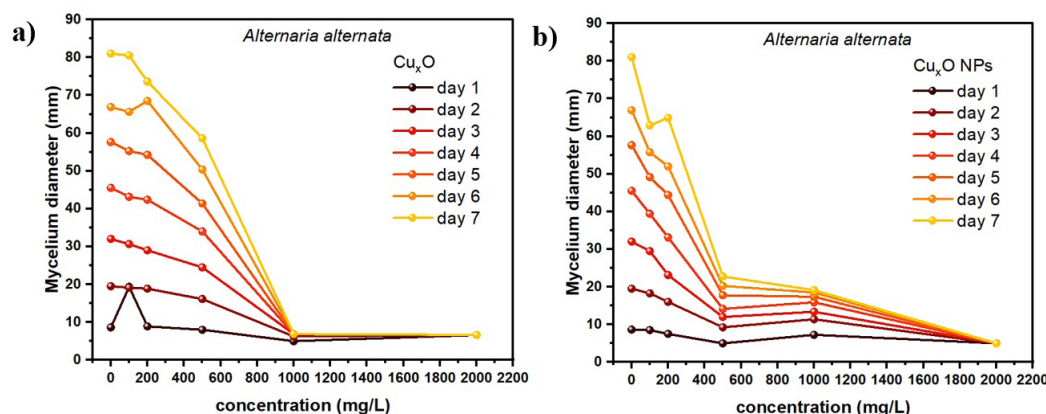 a)
Alternaria alternata
CuxO
day 1
day 2
day 3
day 4
day 5
day 6
day 7
Mycelium diameter (mm)
90
80
70
60
50
40
30
20
10
0
0 200 400 600 800 1000 1200 1400 1600 1800 2000 2200
concentration (mg/L)
b)
Alternaria alternata
CuxO NPs
day 1
day 2
day 3
day 4
day 5
day 6
day 7
Mycelium diameter (mm)
90
80
70
60
50
40
30
20
10
0
0 200 400 600 800 1000 1200 1400 1600 1800 2000 2200
concentration (mg/L)